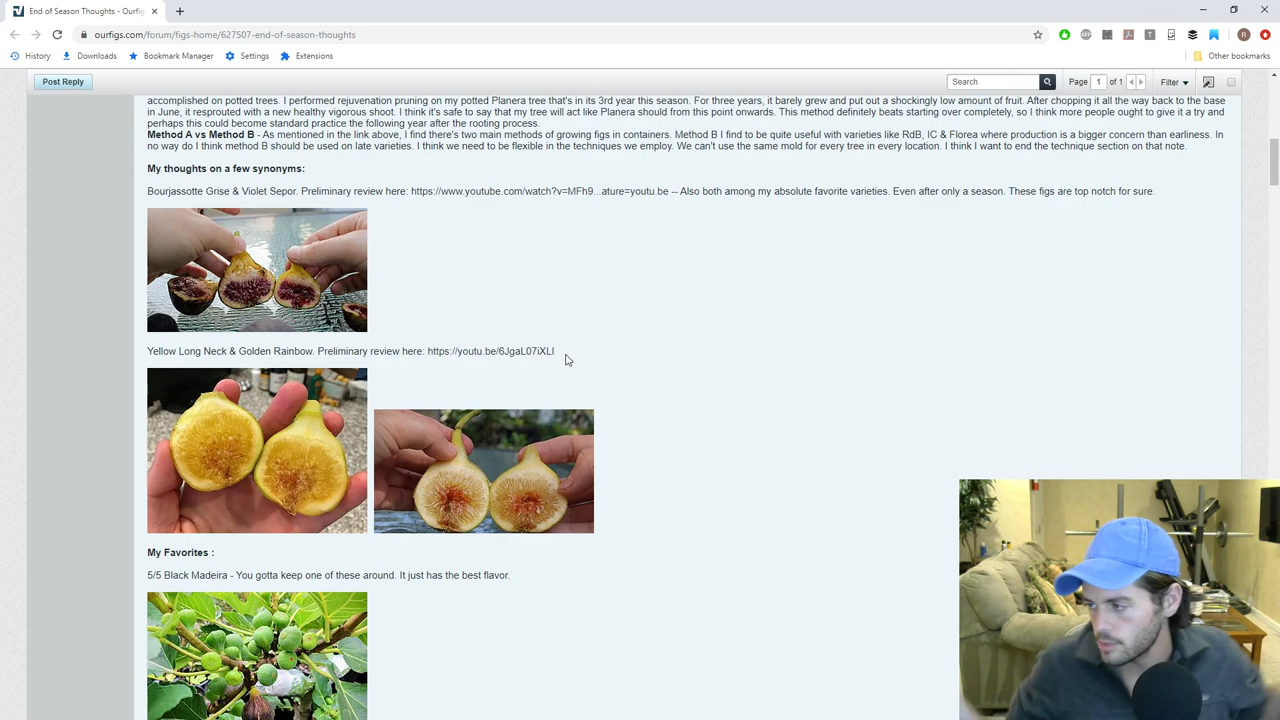 End of Season Thoughts - Ourfig
ourfigs.com/forum/figs-home/627507-end-of-season-thoughts
History Downloads Bookmark Manager Settings Extensions Other bookmarks
Post Reply Search Page 1 of 1 Filter
accomplished on potted trees. I performed rejuvenation pruning on my potted Planera tree that's in its 3rd year this season. For three years, it barely grew and put out a shockingly low amount of fruit. After chopping it all the way back to the base
in June, it resprouted with a new healthy vigorous shoot. I think it's safe to say that my tree will act like Planera should from this point onwards. This method definitely beats starting over completely, so I think more people ought to give it a try and
perhaps this could become standard practice the following year after the rooting process.
Method A vs Method B - As mentioned in the link above, I find there's two main methods of growing figs in containers. Method B I find to be quite useful with varieties like RdB, IC & Florea where production is a bigger concern than earliness. In
no way do I think method B should be used on late varieties. I think we need to be flexible in the techniques we employ. We can't use the same mold for every tree in every location. I think I want to end the technique section on that note.
My thoughts on a few synonyms:
Bourjassotte Grise & Violet Sepor. Preliminary review here: https://www.youtube.com/watch?v=MFh9...ature=youtu.be -- Also both among my absolute favorite varieties. Even after only a season. These figs are top notch for sure.
Yellow Long Neck & Golden Rainbow. Preliminary review here: https://youtu.be/6JgaL07iXLI
My Favorites :
5/5 Black Madeira - You gotta keep one of these around. It just has the best flavor.